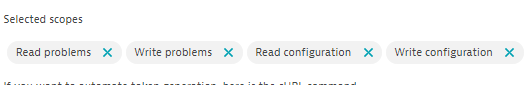 Selected scopes
Read problems × Write problems × Read configuration × Write configuration ×
If you want to automate token generation, here is the cURL command